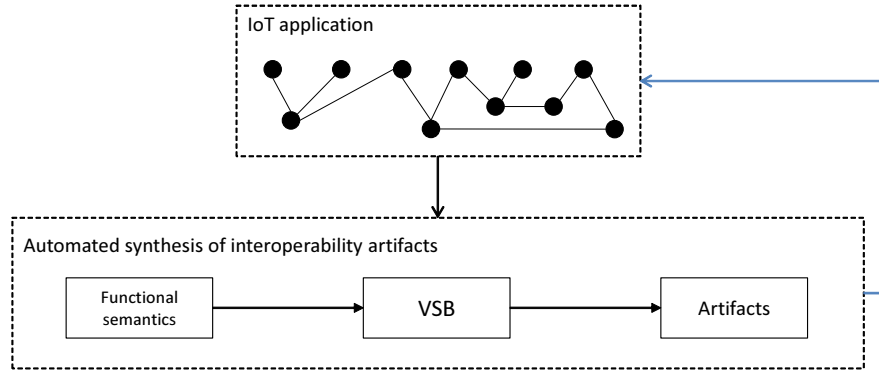 IoT application
Automated synthesis of interoperability artifacts
Functional
semantics
VSB
Artifacts